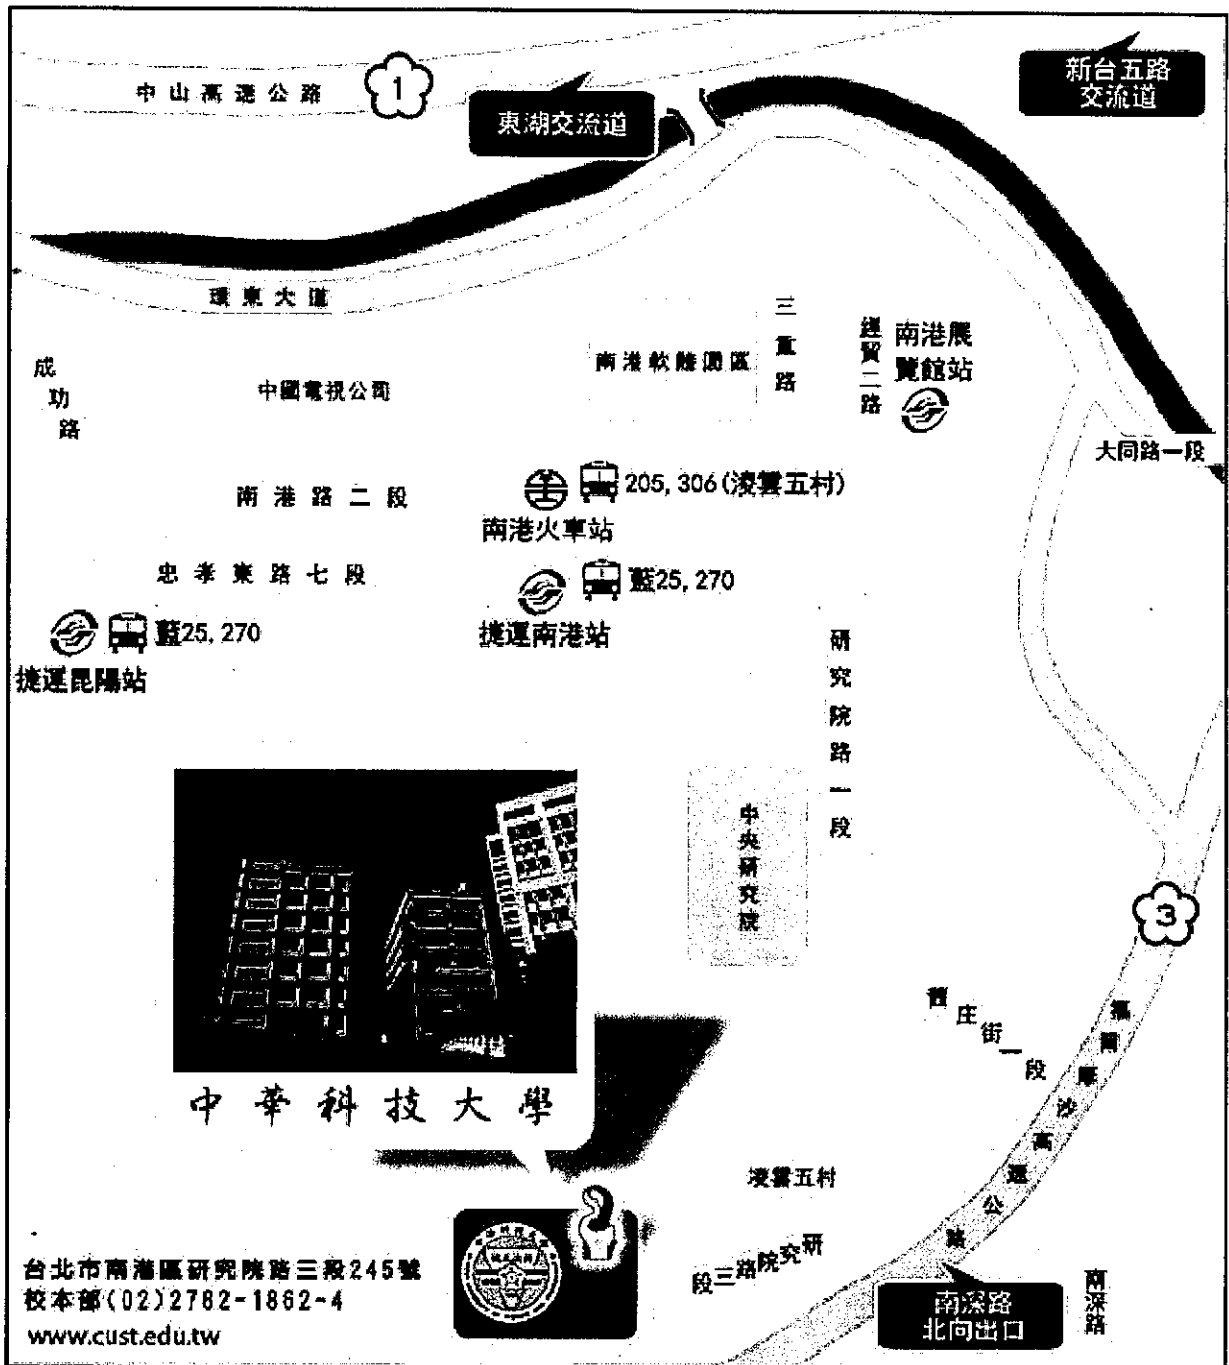 中山高速公路
1
東湖交流道
新台五路
交流道
環東大道
成功路
中國電視公司
南港軟體園區
三重路
經貿二路
南港展
覽館站
大同路一段
南港路二段
205, 306(凌雲五村)
南港火車站
忠孝東路七段
藍25, 270
捷運南港站
藍25, 270
捷運昆陽站
研究院路一段
中央研究院
3
舊庄街一段
福爾摩沙高速公路
中華科技大學
凌雲五村
研究院路三段
南深路
北向出口
南深路
台北市南港區研究院路三段245號
校本部(02)2782-1862-4
www.cust.edu.tw